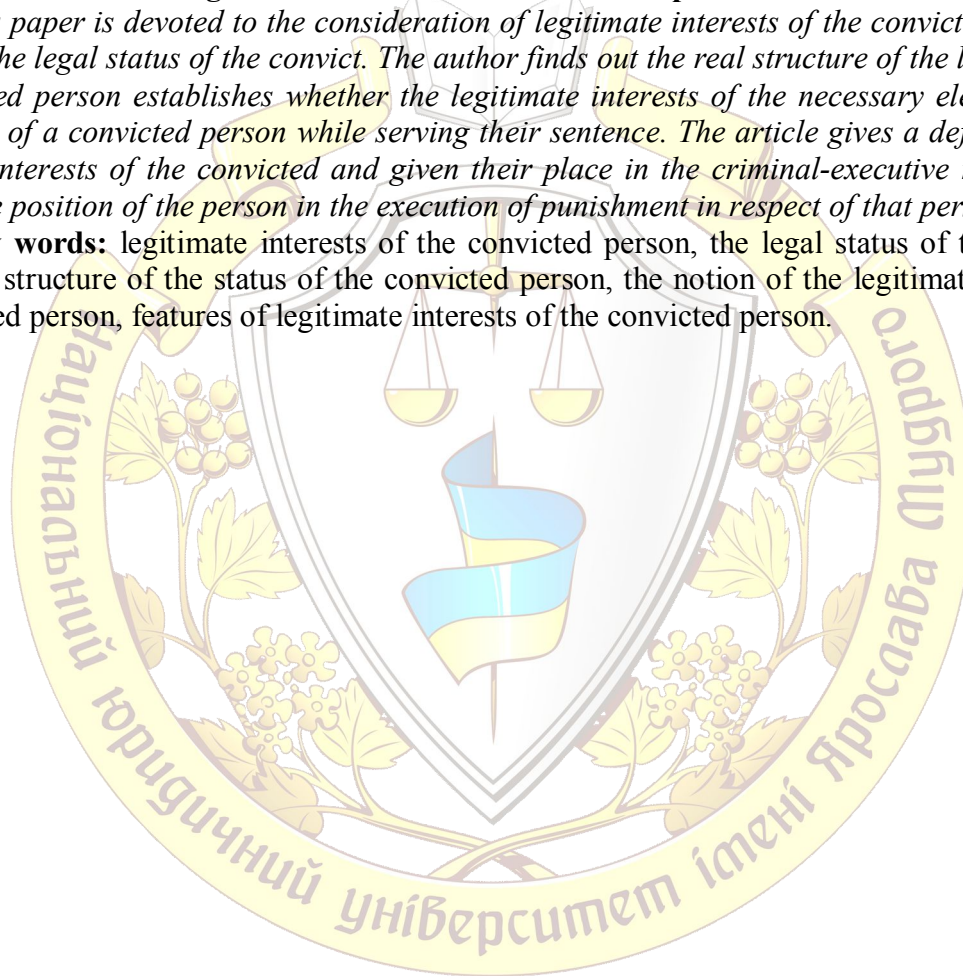 paper is devoted to the consideration of legitimate interests of the convict
he legal status of the convict. The author finds out the real structure of the l
ed person establishes whether the legitimate interests of the necessary ele
of a convicted person while serving their sentence. The article gives a def
nterests of the convicted and given their place in the criminal-executive
e position of the person in the execution of punishment in respect of that per
words: legitimate interests of the convicted person, the legal status of t
structure of the status of the convicted person, the notion of the legitimat
ed person, features of legitimate interests of the convicted person.
Національний юридичний університет імені Ярослава Мудрого